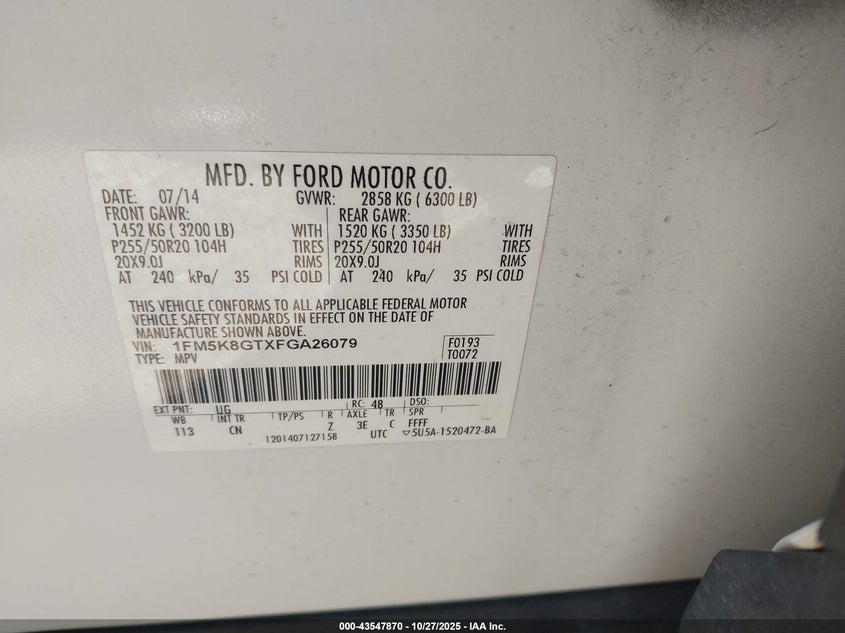 MFD. BY FORD MOTOR CO.
DATE: 07/14 GVWR: 2858 KG ( 6300 LB)
FRONT GAWR: REAR GAWR:
1452 KG ( 3200 LB) WITH 1520 KG ( 3350 LB) WITH
P255/50R20 104H TIRES P255/50R20 104H TIRES
20X9.0J RIMS 20X9.0J RIMS
AT 240 kPa/ 35 PSI COLD AT 240 kPa/ 35 PSI COLD
THIS VEHICLE CONFORMS TO ALL APPLICABLE FEDERAL MOTOR
VEHICLE SAFETY STANDARDS IN EFFECT ON THE DATE OF
MANUFACTURE SHOWN ABOVE.
VIN: 1FM5K8GTXFGA26079 F0193
TYPE: MPV T0072
EXT PNT: UG RC: 48 DSO:
WB INT TR TP/PS R AXLE TR SPR
113 CN Z 3E C FFFF
1201407127158 UTC ▽5U5A-1520472-BA
000-43547870 | 10/27/2025 - IAA Inc.